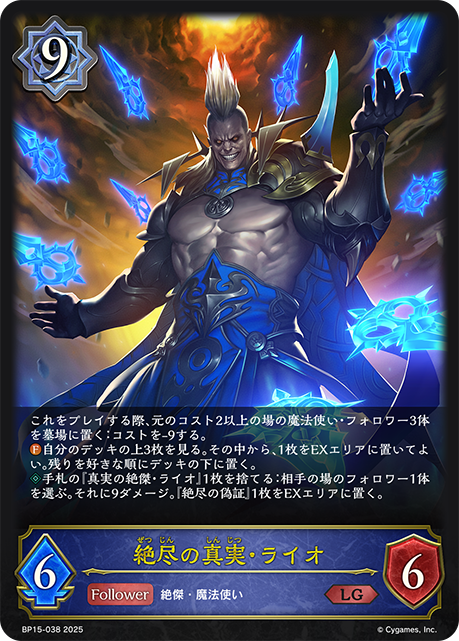 9
これをプレイする際、元のコスト2以上の場の魔法使い・フォロワー3体
を墓場に置く:コストを-9する。
F 自分のデッキの上3枚を見る。その中から、1枚をEXエリアに置いてよ
い。残りを好きな順にデッキの下に置く。
手札の『真実の絶傑・ライオ』1枚を捨てる:相手の場のフォロワー1体
を選ぶ。それに9ダメージ。『絶尽の偽証』1枚をEXエリアに置く。
ぜつ じん しん じつ
絶尽の真実・ライオ
6
Follower 絶傑・魔法使い LG
6
BP15-038 2025
© Cygames, Inc.